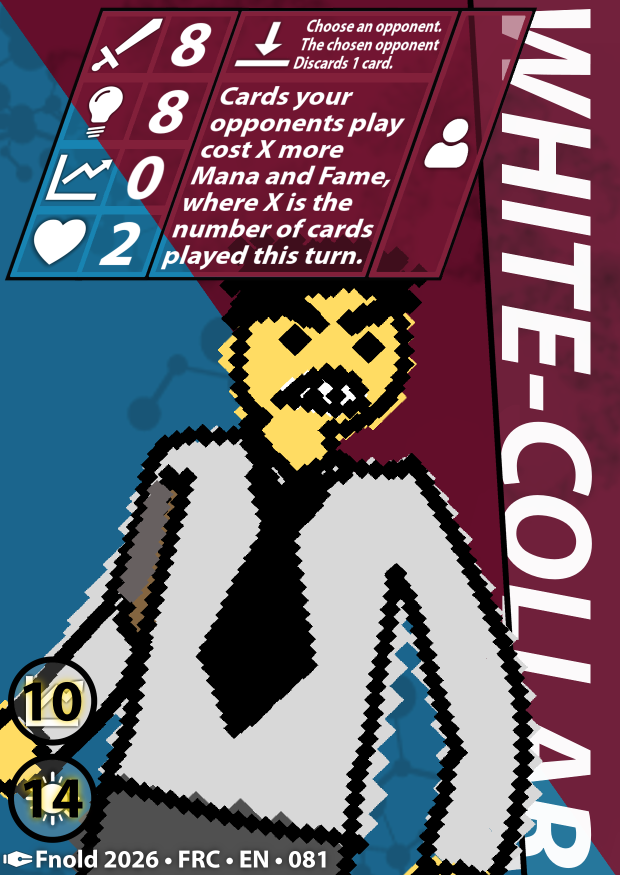 8
Choose an opponent.
The chosen opponent
Discards 1 card.
8
0
2
Cards your
opponents play
cost X more
Mana and Fame,
where X is the
number of cards
played this turn.
WHITE-COLLAR
10
14
Fnold 2026 • FRC • EN • 081